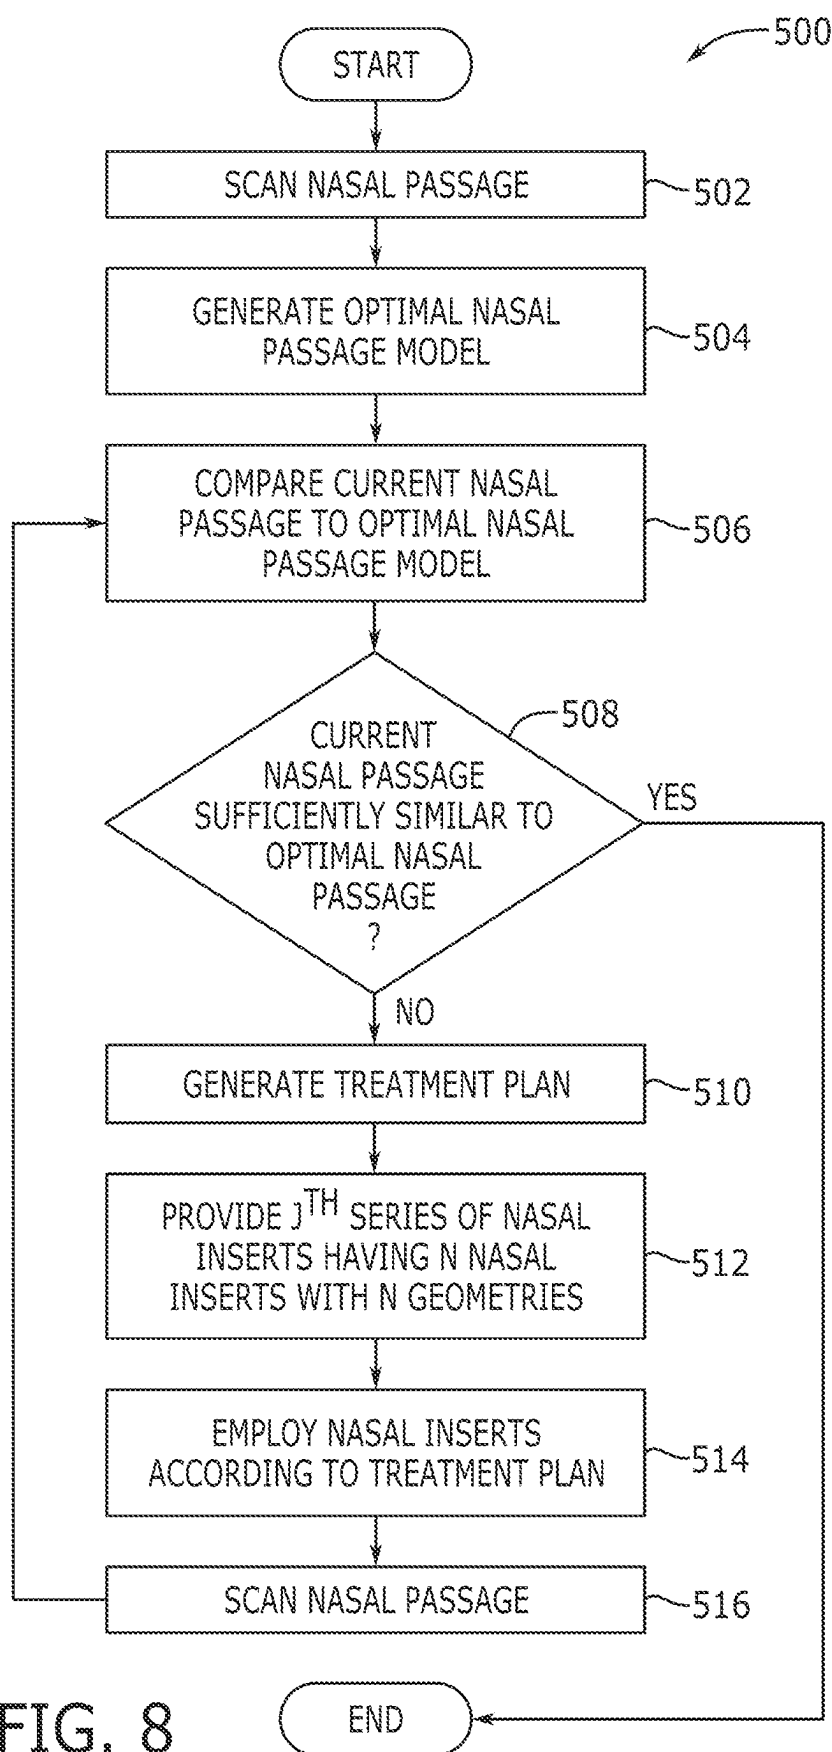 500
START
SCAN NASAL PASSAGE
502
GENERATE OPTIMAL NASAL
PASSAGE MODEL
504
COMPARE CURRENT NASAL
PASSAGE TO OPTIMAL NASAL
PASSAGE MODEL
506
508
CURRENT
NASAL PASSAGE
SUFFICIENTLY SIMILAR TO
OPTIMAL NASAL
PASSAGE
?
YES
NO
GENERATE TREATMENT PLAN
510
PROVIDE JTH SERIES OF NASAL
INSERTS HAVING N NASAL
INSERTS WITH N GEOMETRIES
512
EMPLOY NASAL INSERTS
ACCORDING TO TREATMENT PLAN
514
SCAN NASAL PASSAGE
516
END
FIG. 8